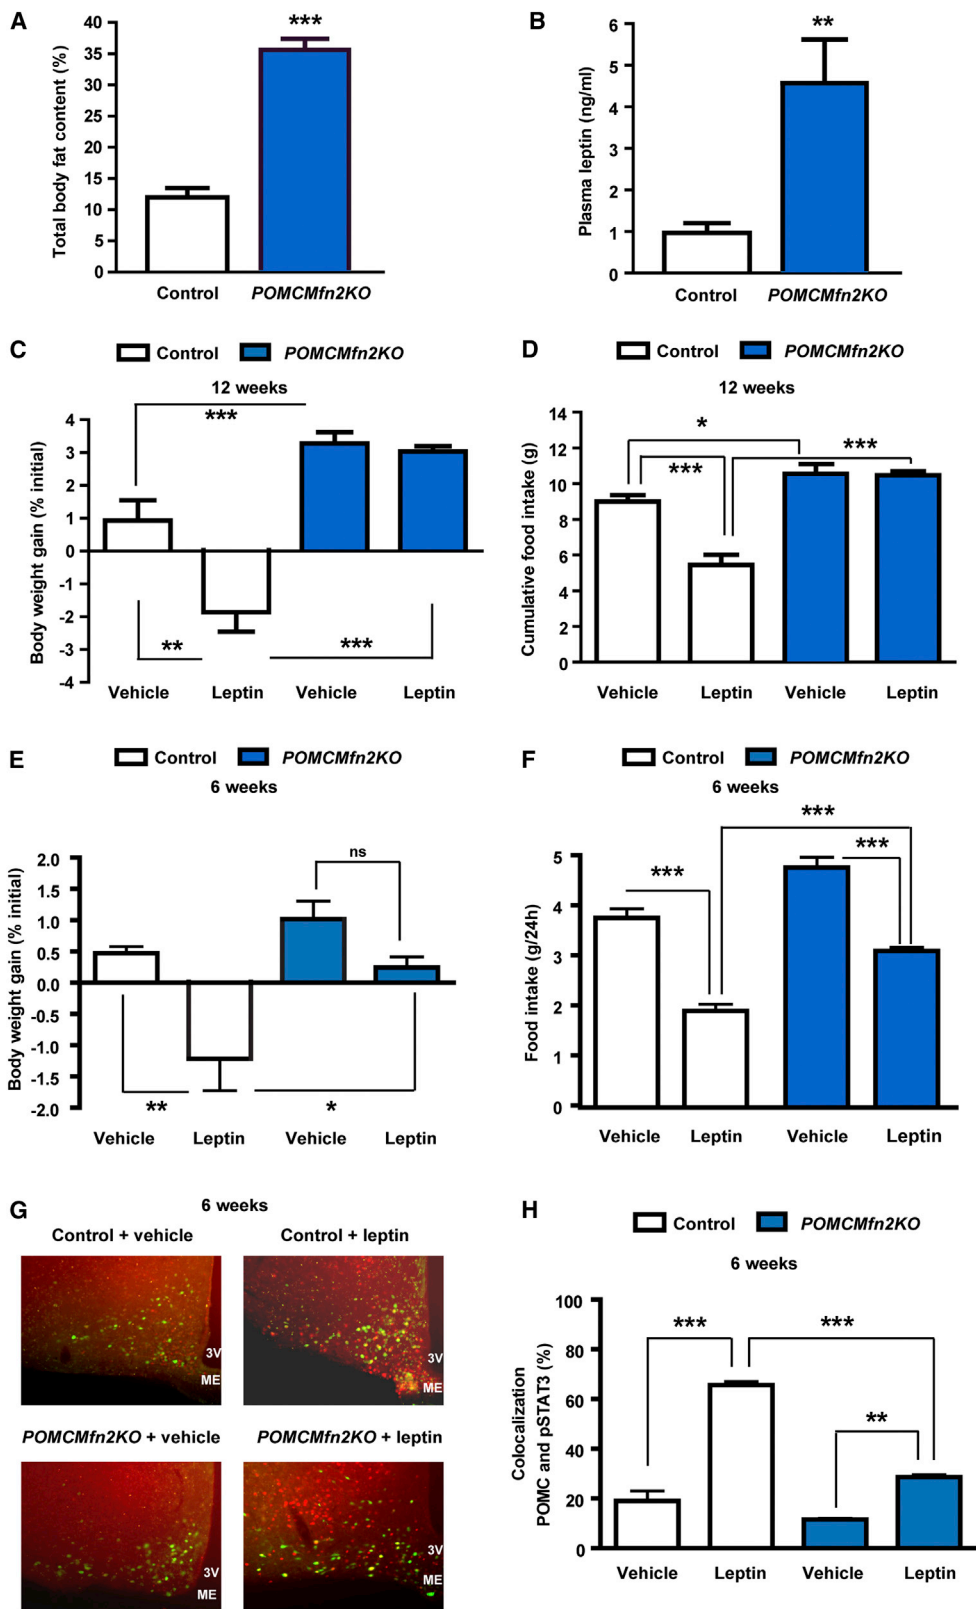 A
Total body fat content (%)
40
35
30
25
20
15
10
5
0
***
Control
POMCMfn2KO
B
Plasma leptin (ng/ml)
6
5
4
3
2
1
0
**
Control
POMCMfn2KO
C
Control
POMCMfn2KO
12 weeks
Body weight gain (% initial)
4
3
2
1
0
-1
-2
-3
-4
***
**
***
Vehicle
Leptin
Vehicle
Leptin
D
Control
POMCMfn2KO
12 weeks
Cumulative food intake (g)
14
12
10
8
6
4
2
0
*
***
***
Vehicle
Leptin
Vehicle
Leptin
E
Control
POMCMfn2KO
6 weeks
Body weight gain (% initial)
2.0
1.5
1.0
0.5
0.0
-0.5
-1.0
-1.5
-2.0
ns
**
*
Vehicle
Leptin
Vehicle
Leptin
F
Control
POMCMfn2KO
6 weeks
Food intake (g/24h)
5
4
3
2
1
0
***
***
***
Vehicle
Leptin
Vehicle
Leptin
G
6 weeks
Control + vehicle
3V
ME
Control + leptin
3V
ME
POMCMfn2KO + vehicle
3V
ME
POMCMfn2KO + leptin
3V
ME
H
Control
POMCMfn2KO
6 weeks
Colocalization
POMC and pSTAT3 (%)
100
80
60
40
20
0
***
***
**
Vehicle
Leptin
Vehicle
Leptin